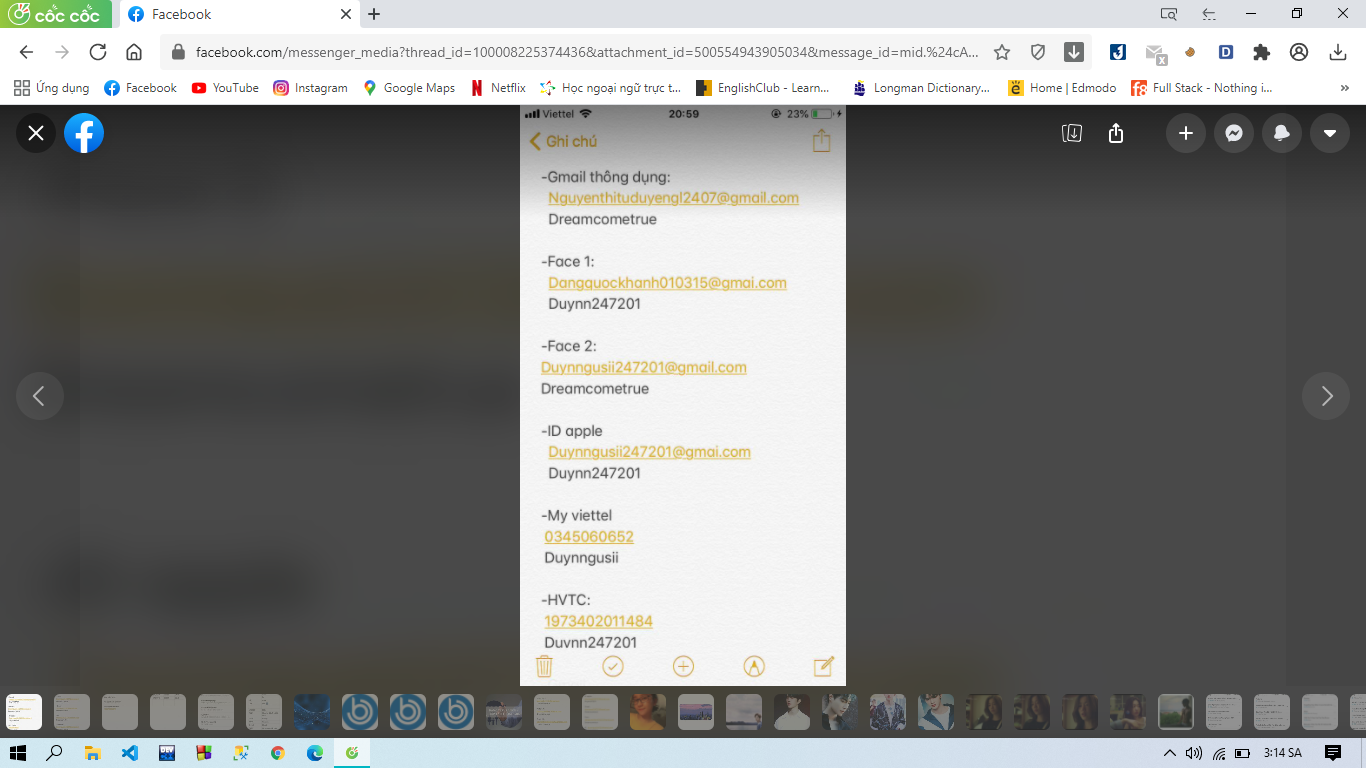 cốc cốc
Facebook
facebook.com/messenger_media?thread_id=100008225374436&attachment_id=500554943905034&message_id=mid.%24cA...
Ứng dụng
Facebook
YouTube
Instagram
Google Maps
Netflix
Học ngoại ngữ trực t...
EnglishClub - Learn...
Longman Dictionary...
Home | Edmodo
Full Stack - Nothing i...
Viettel
20:59
23%
Ghi chú
-Gmail thông dụng:
Nguyenthituduyengl2407@gmail.com
Dreamcometrue
-Face 1:
Dangquockhanh010315@gmai.com
Duynn247201
-Face 2:
Duynngusii247201@gmail.com
Dreamcometrue
-ID apple
Duynngusii247201@gmai.com
Duynn247201
-My viettel
0345060652
Duynngusii
-HVTC:
1973402011484
Duynn247201
3:14 SA